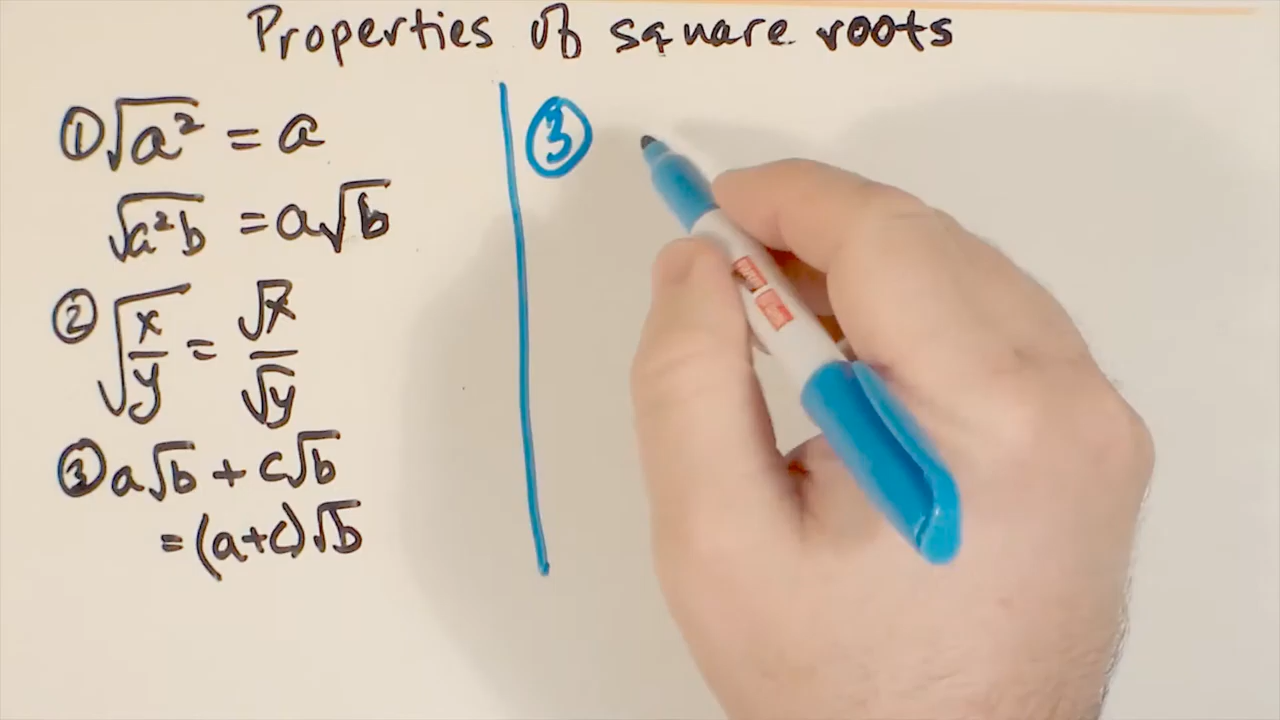 Properties of square roots
① √a² = a
√a²b = a√b
② √x/y = √x/√y
③ a√b + c√b
= (a+c)√b
③